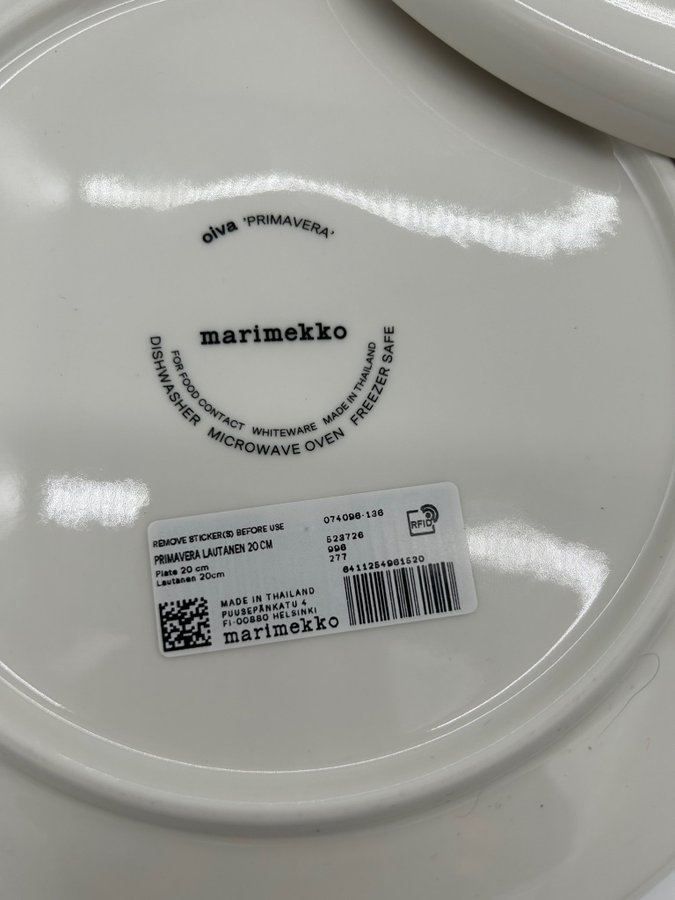 oiva 'PRIMAVERA'
marimekko
FOR FOOD CONTACT WHITEWARE MADE IN THAILAND
DISHWASHER MICROWAVE OVEN FREEZER SAFE
REMOVE STICKER(S) BEFORE USE
PRIMAVERA LAUTANEN 20 CM
Plate 20 cm
Lautanen 20cm
074096-136
523726
996
277
RFID
6411254961520
MADE IN THAILAND
PUUSEPÄNKATU 4
FI-00880 HELSINKI
marimekko